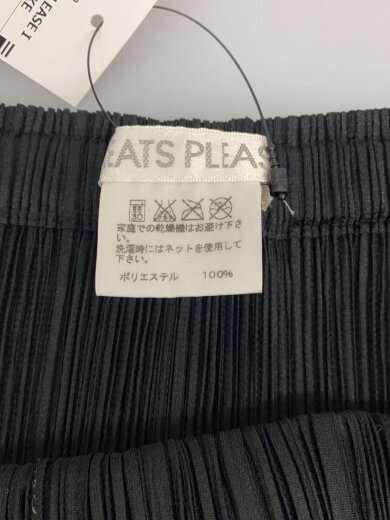 LEASE I
EATS PLEAS
家庭での乾燥機はお避け下さい。
洗濯時にはネットを使用して
下さい。
ポリエステル 100%